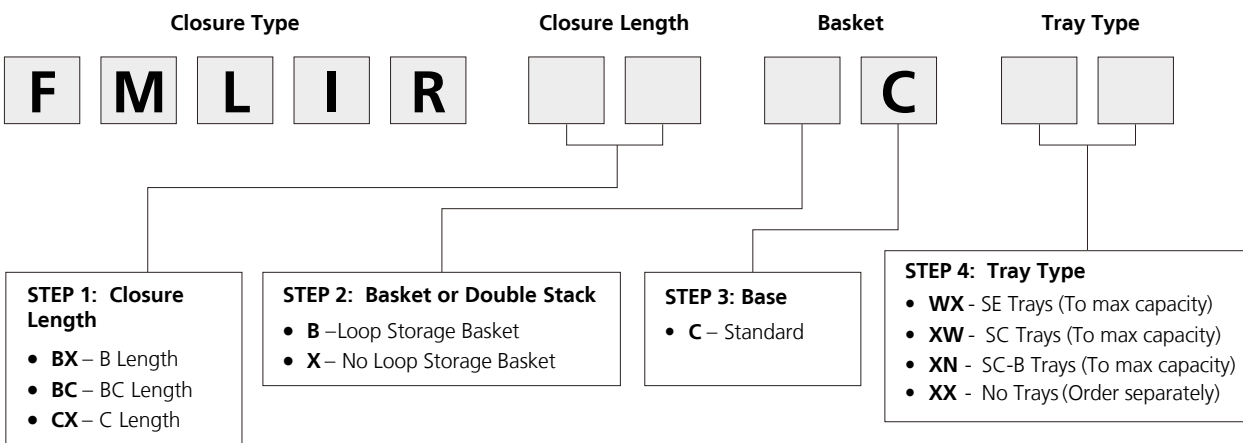 Closure Type Closure Length Basket Tray Type
F M L I R C
STEP 1: Closure
Length
• BX – B Length
• BC – BC Length
• CX – C Length
STEP 2: Basket or Double Stack
• B –Loop Storage Basket
• X – No Loop Storage Basket
STEP 3: Base
• C – Standard
STEP 4: Tray Type
• WX - SE Trays (To max capacity)
• XW - SC Trays (To max capacity)
• XN - SC-B Trays (To max capacity)
• XX - No Trays (Order separately)